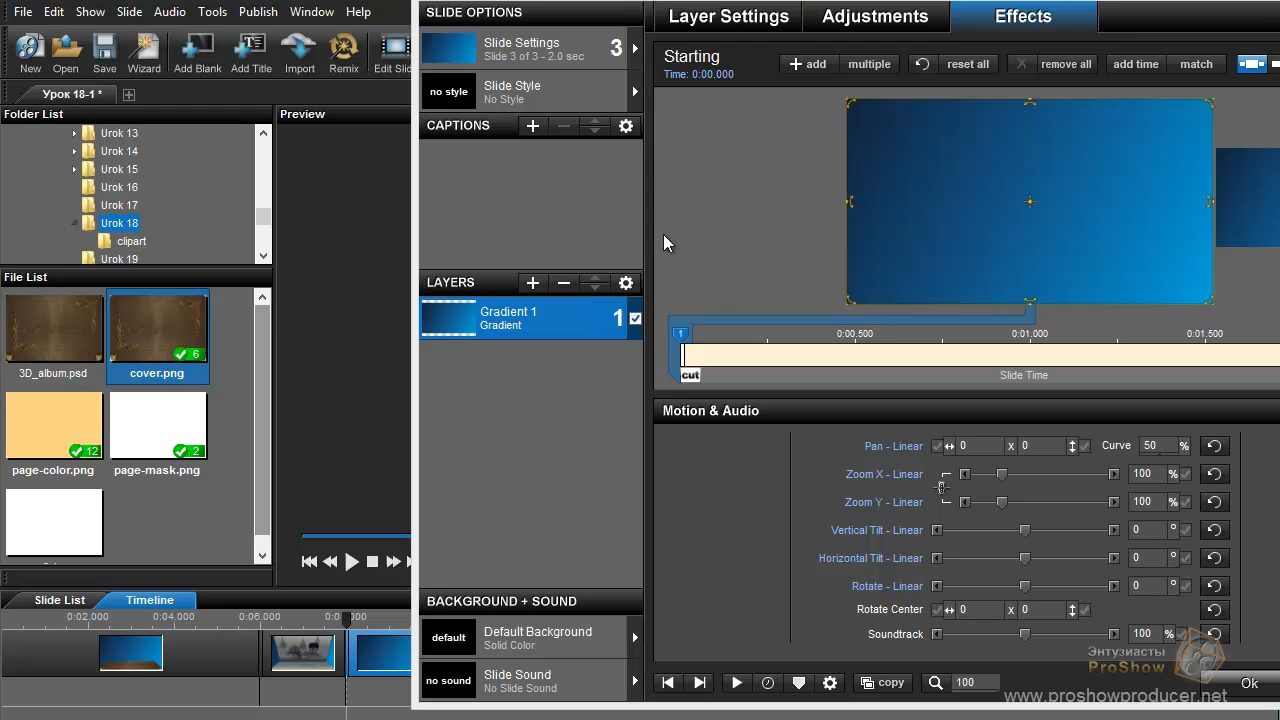 File Edit Show Slide Audio Tools Publish Window Help
New Open Save Wizard Add Blank Add Title Import Remix Edit Slid
Урок 18-1 *
Folder List
Urok 13
Urok 14
Urok 15
Urok 16
Urok 17
Urok 18
clipart
Urok 19
File List
3D_album.psd
6
cover.png
12
page-color.png
2
page-mask.png
Preview
Slide List Timeline
0:02.000 0:04.000 0:06.000
SLIDE OPTIONS
Slide Settings
Slide 3 of 3 - 2.0 sec
3
no style
Slide Style
No Style
CAPTIONS
LAYERS
Gradient 1
Gradient
1
BACKGROUND + SOUND
default
Default Background
Solid Color
no sound
Slide Sound
No Slide Sound
Layer Settings Adjustments Effects
Starting
Time: 0:00.000
add multiple reset all remove all add time match
1 0:00.500 0:01.000 0:01.500
cut
Slide Time
Motion & Audio
Pan - Linear 0 x 0 Curve 50 %
Zoom X - Linear 100 %
Zoom Y - Linear 100 %
Vertical Tilt - Linear 0 °
Horizontal Tilt - Linear 0 °
Rotate - Linear 0 °
Rotate Center 0 x 0
Soundtrack 100 %
copy 100 Ok
Энтузиасты
ProShow
www.proshowproducer.net